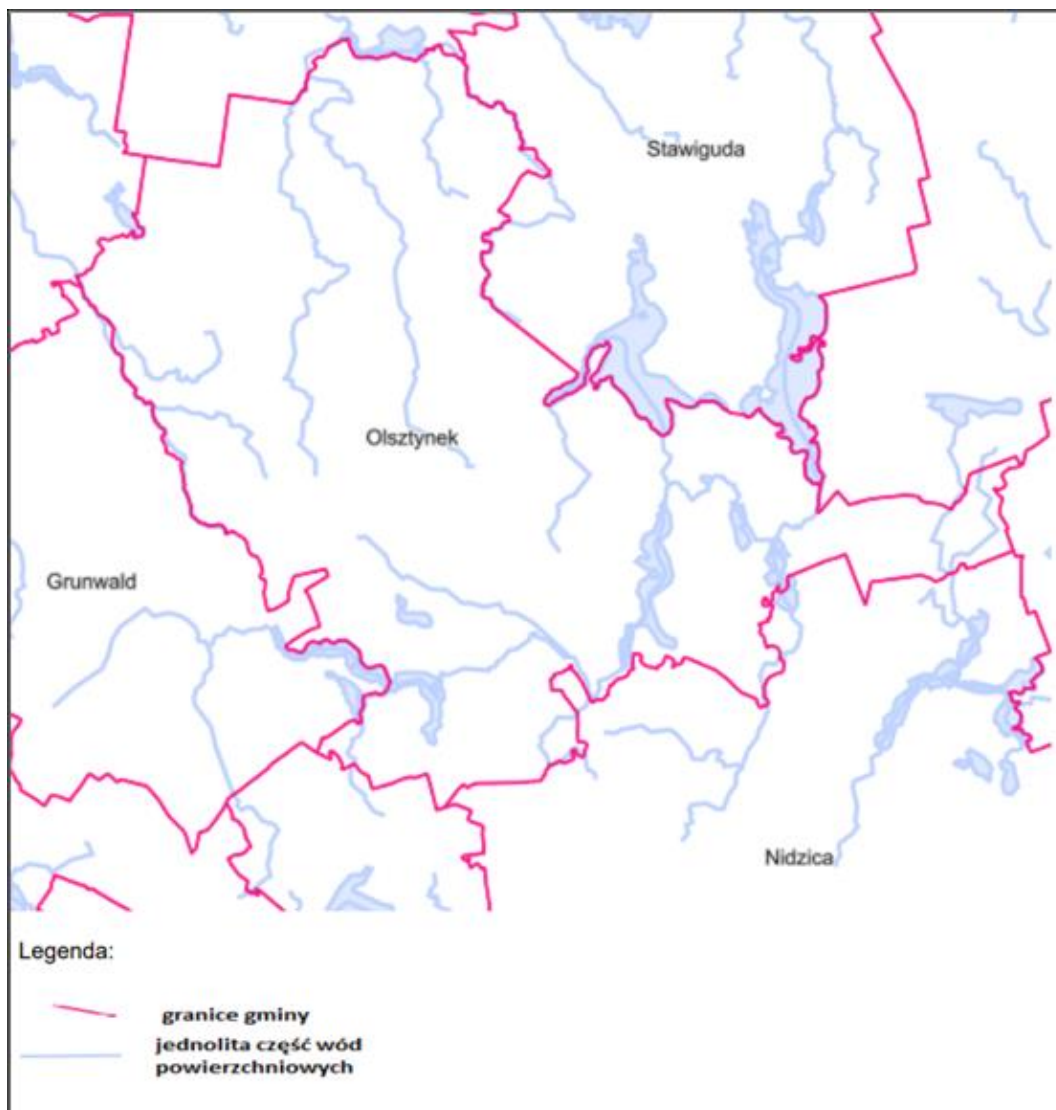 Stawiguda
Olsztynek
Grunwald
Nidzica
Legenda:
granice gminy
jednolita część wód
powierzchniowych